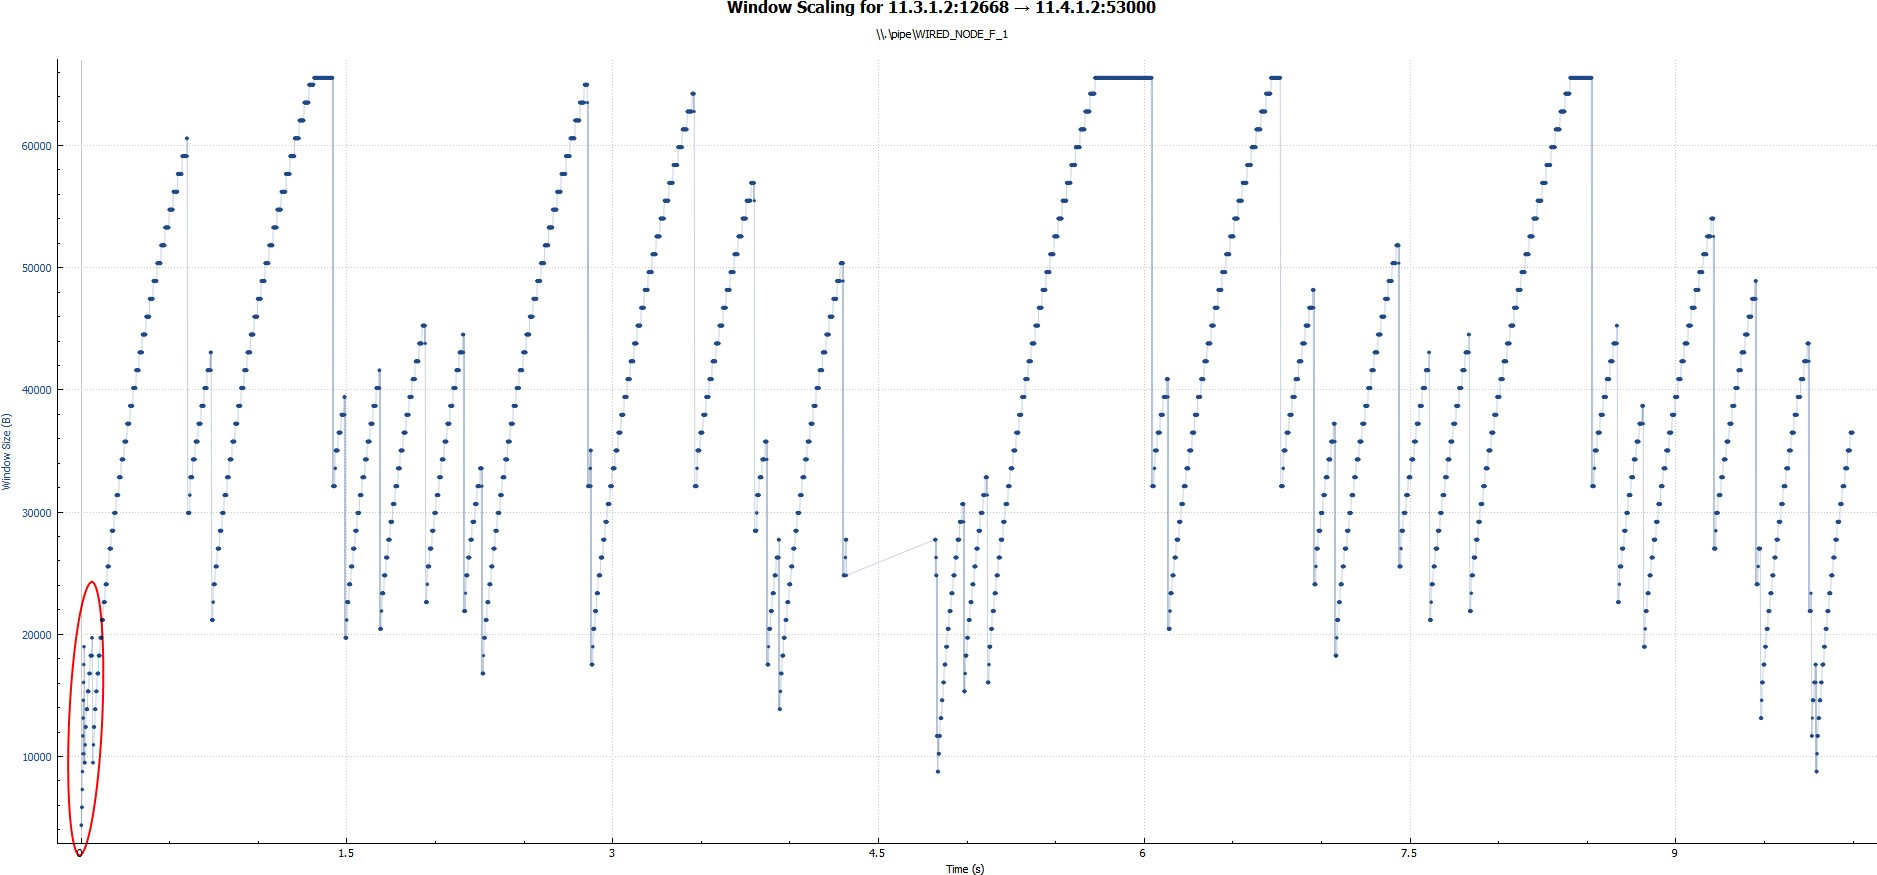 Window Scaling for 11.3.1.2:12668 → 11.4.1.2:53000
\\.\pipe\WIRED_NODE_F_1
Window Size (B)
60000
50000
40000
30000
20000
10000
0 1.5 3 4.5 6 7.5 9
Time (s)